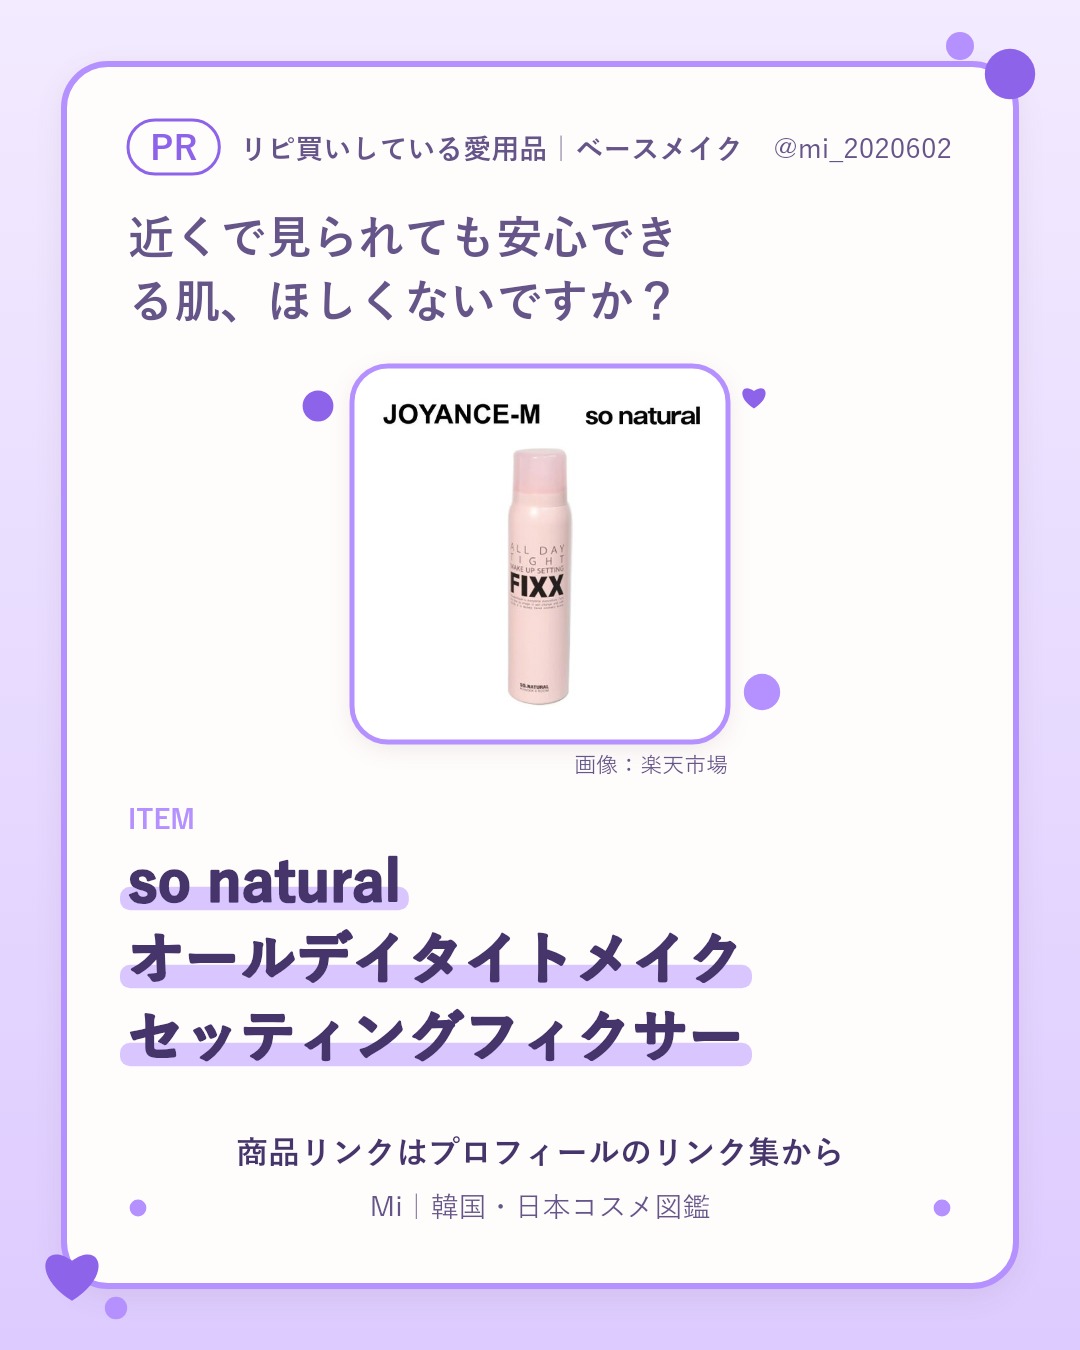 PR リピ買いしている愛用品｜ベースメイク @mi_2020602
近くで見られても安心でき
る肌、ほしくないですか？
JOYANCE-M so natural
ALL DAY
TIGHT
MAKE UP SETTING
FIXX
SO NATURAL
画像：楽天市場
ITEM
so natural
オールデイタイトメイク
セッティングフィクサー
商品リンクはプロフィールのリンク集から
Mi｜韓国・日本コスメ図鑑